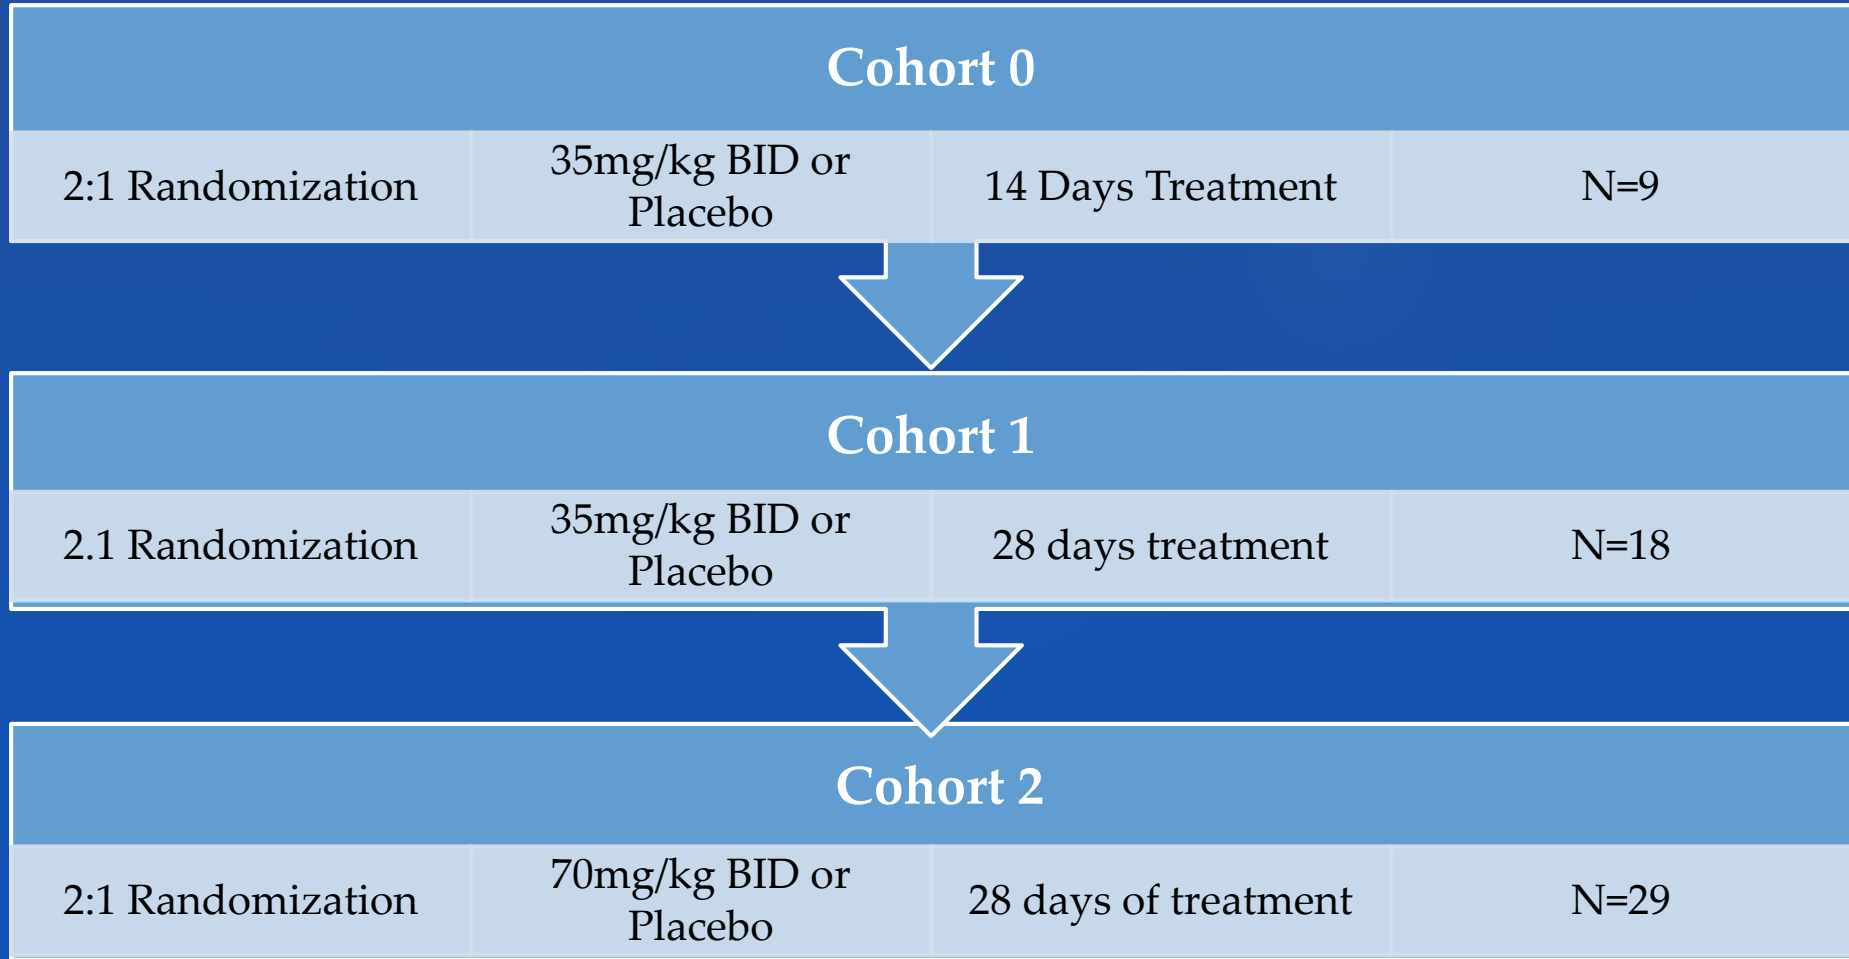 Cohort 0
2:1 Randomization
35mg/kg BID or
Placebo
14 Days Treatment
N=9
Cohort 1
2.1 Randomization
35mg/kg BID or
Placebo
28 days treatment
N=18
Cohort 2
2:1 Randomization
70mg/kg BID or
Placebo
28 days of treatment
N=29